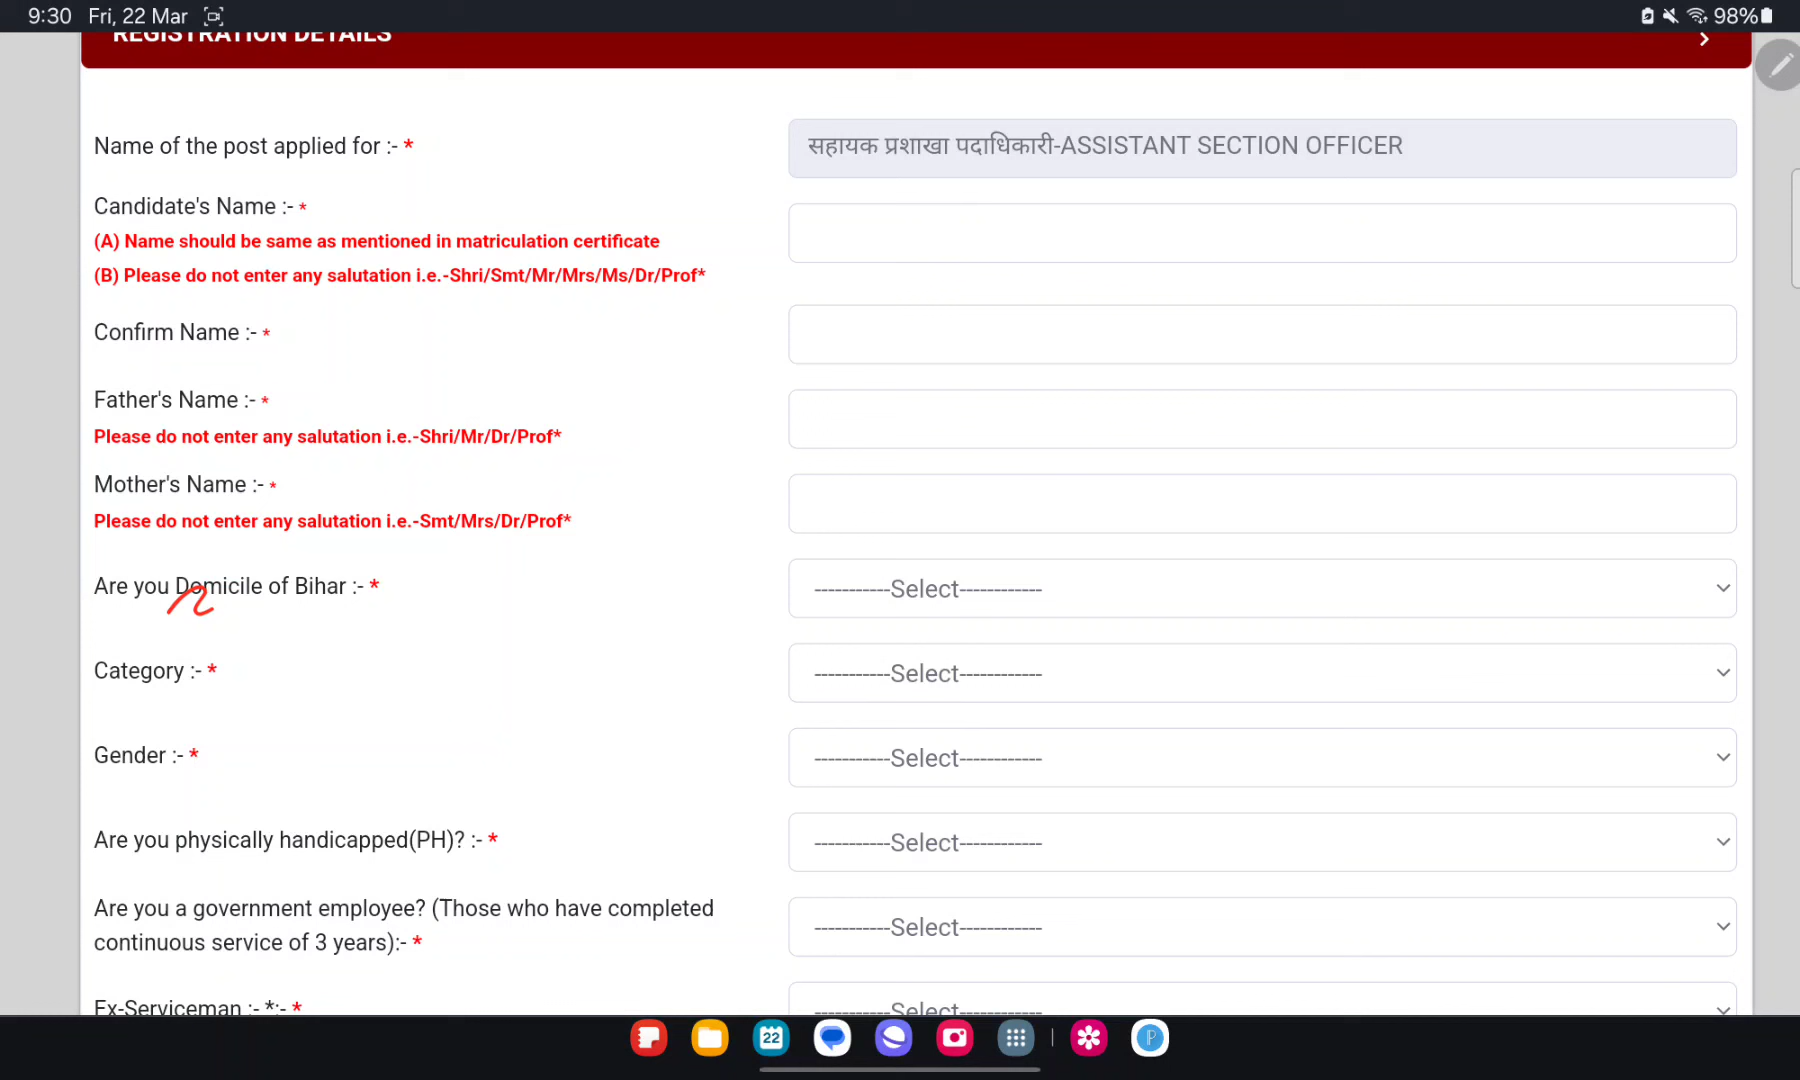 9:30 Fri, 22 Mar 98%
REGISTRATION DETAILS
Name of the post applied for :- * सहायक प्रशाखा पदाधिकारी-ASSISTANT SECTION OFFICER
Candidate's Name :- *
(A) Name should be same as mentioned in matriculation certificate
(B) Please do not enter any salutation i.e.-Shri/Smt/Mr/Mrs/Ms/Dr/Prof*
Confirm Name :- *
Father's Name :- *
Please do not enter any salutation i.e.-Shri/Mr/Dr/Prof*
Mother's Name :- *
Please do not enter any salutation i.e.-Smt/Mrs/Dr/Prof*
Are you Domicile of Bihar :- * -----------Select------------
Category :- * -----------Select------------
Gender :- * -----------Select------------
Are you physically handicapped(PH)? :- * -----------Select------------
Are you a government employee? (Those who have completed
continuous service of 3 years):- * -----------Select------------
Ex-Serviceman :- *:- * -----------Select------------
22